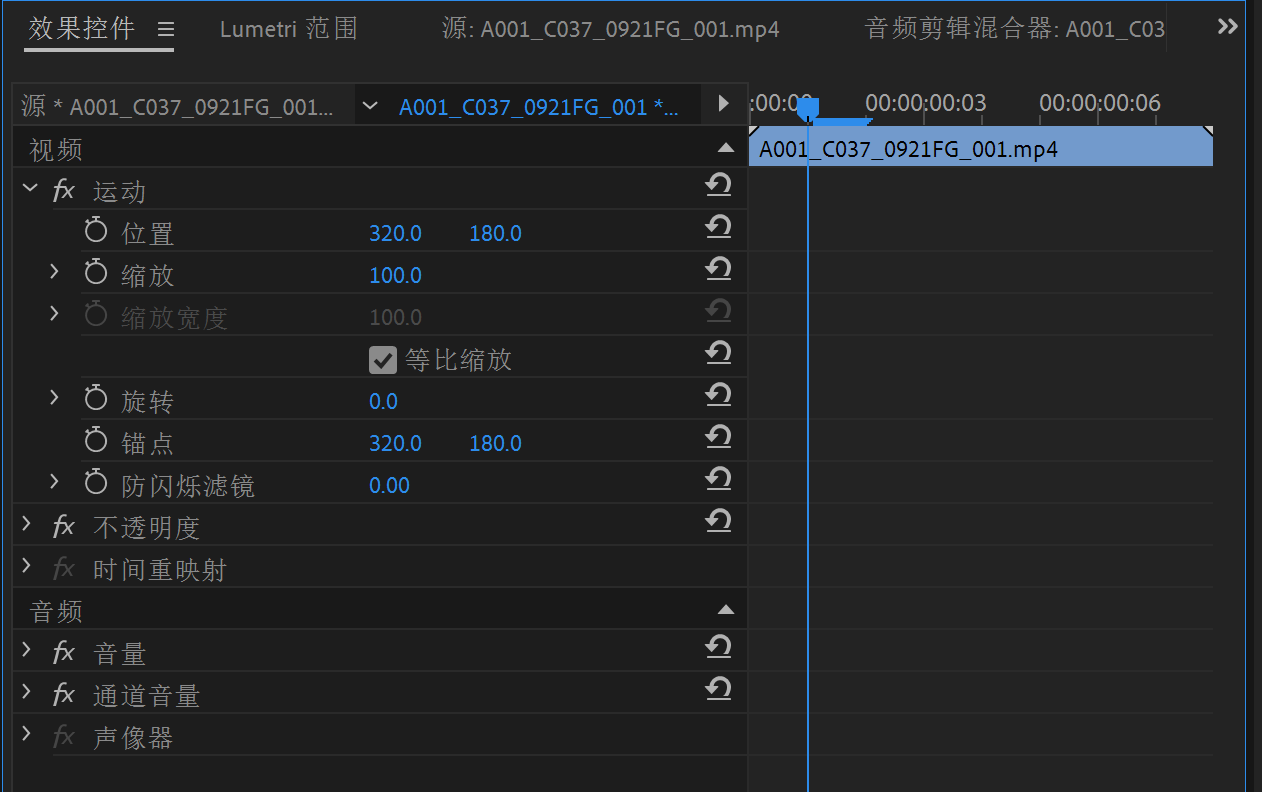 效果控件 Lumetri 范围 源: A001_C037_0921FG_001.mp4 音频剪辑混合器: A001_C03
源 * A001_C037_0921FG_001... A001_C037_0921FG_001 *... :00:00 00:00:00:03 00:00:00:06
视频 A001_C037_0921FG_001.mp4
fx 运动
位置 320.0 180.0
缩放 100.0
缩放宽度 100.0
等比缩放
旋转 0.0
锚点 320.0 180.0
防闪烁滤镜 0.00
fx 不透明度
fx 时间重映射
音频
fx 音量
fx 通道音量
fx 声像器